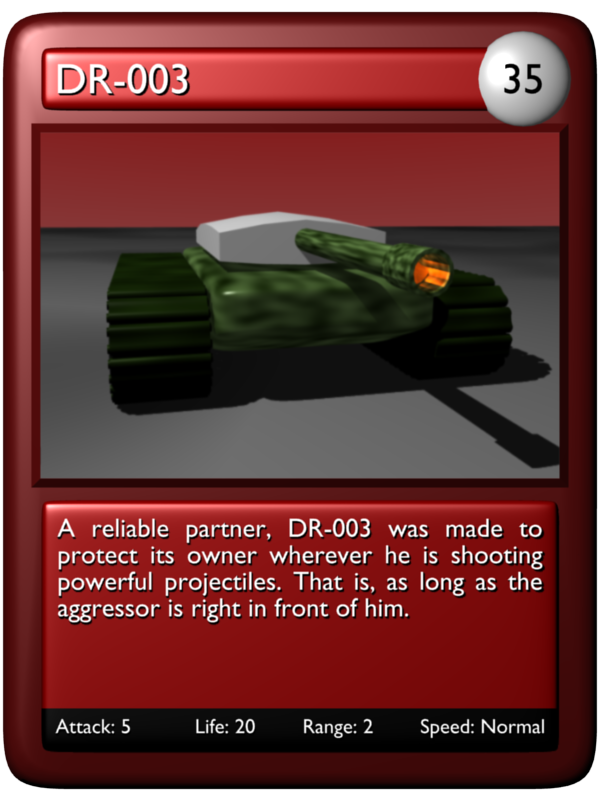 DR-003
35
A reliable partner, DR-003 was made to
protect its owner wherever he is shooting
powerful projectiles. That is, as long as the
aggressor is right in front of him.
Attack: 5 Life: 20 Range: 2 Speed: Normal